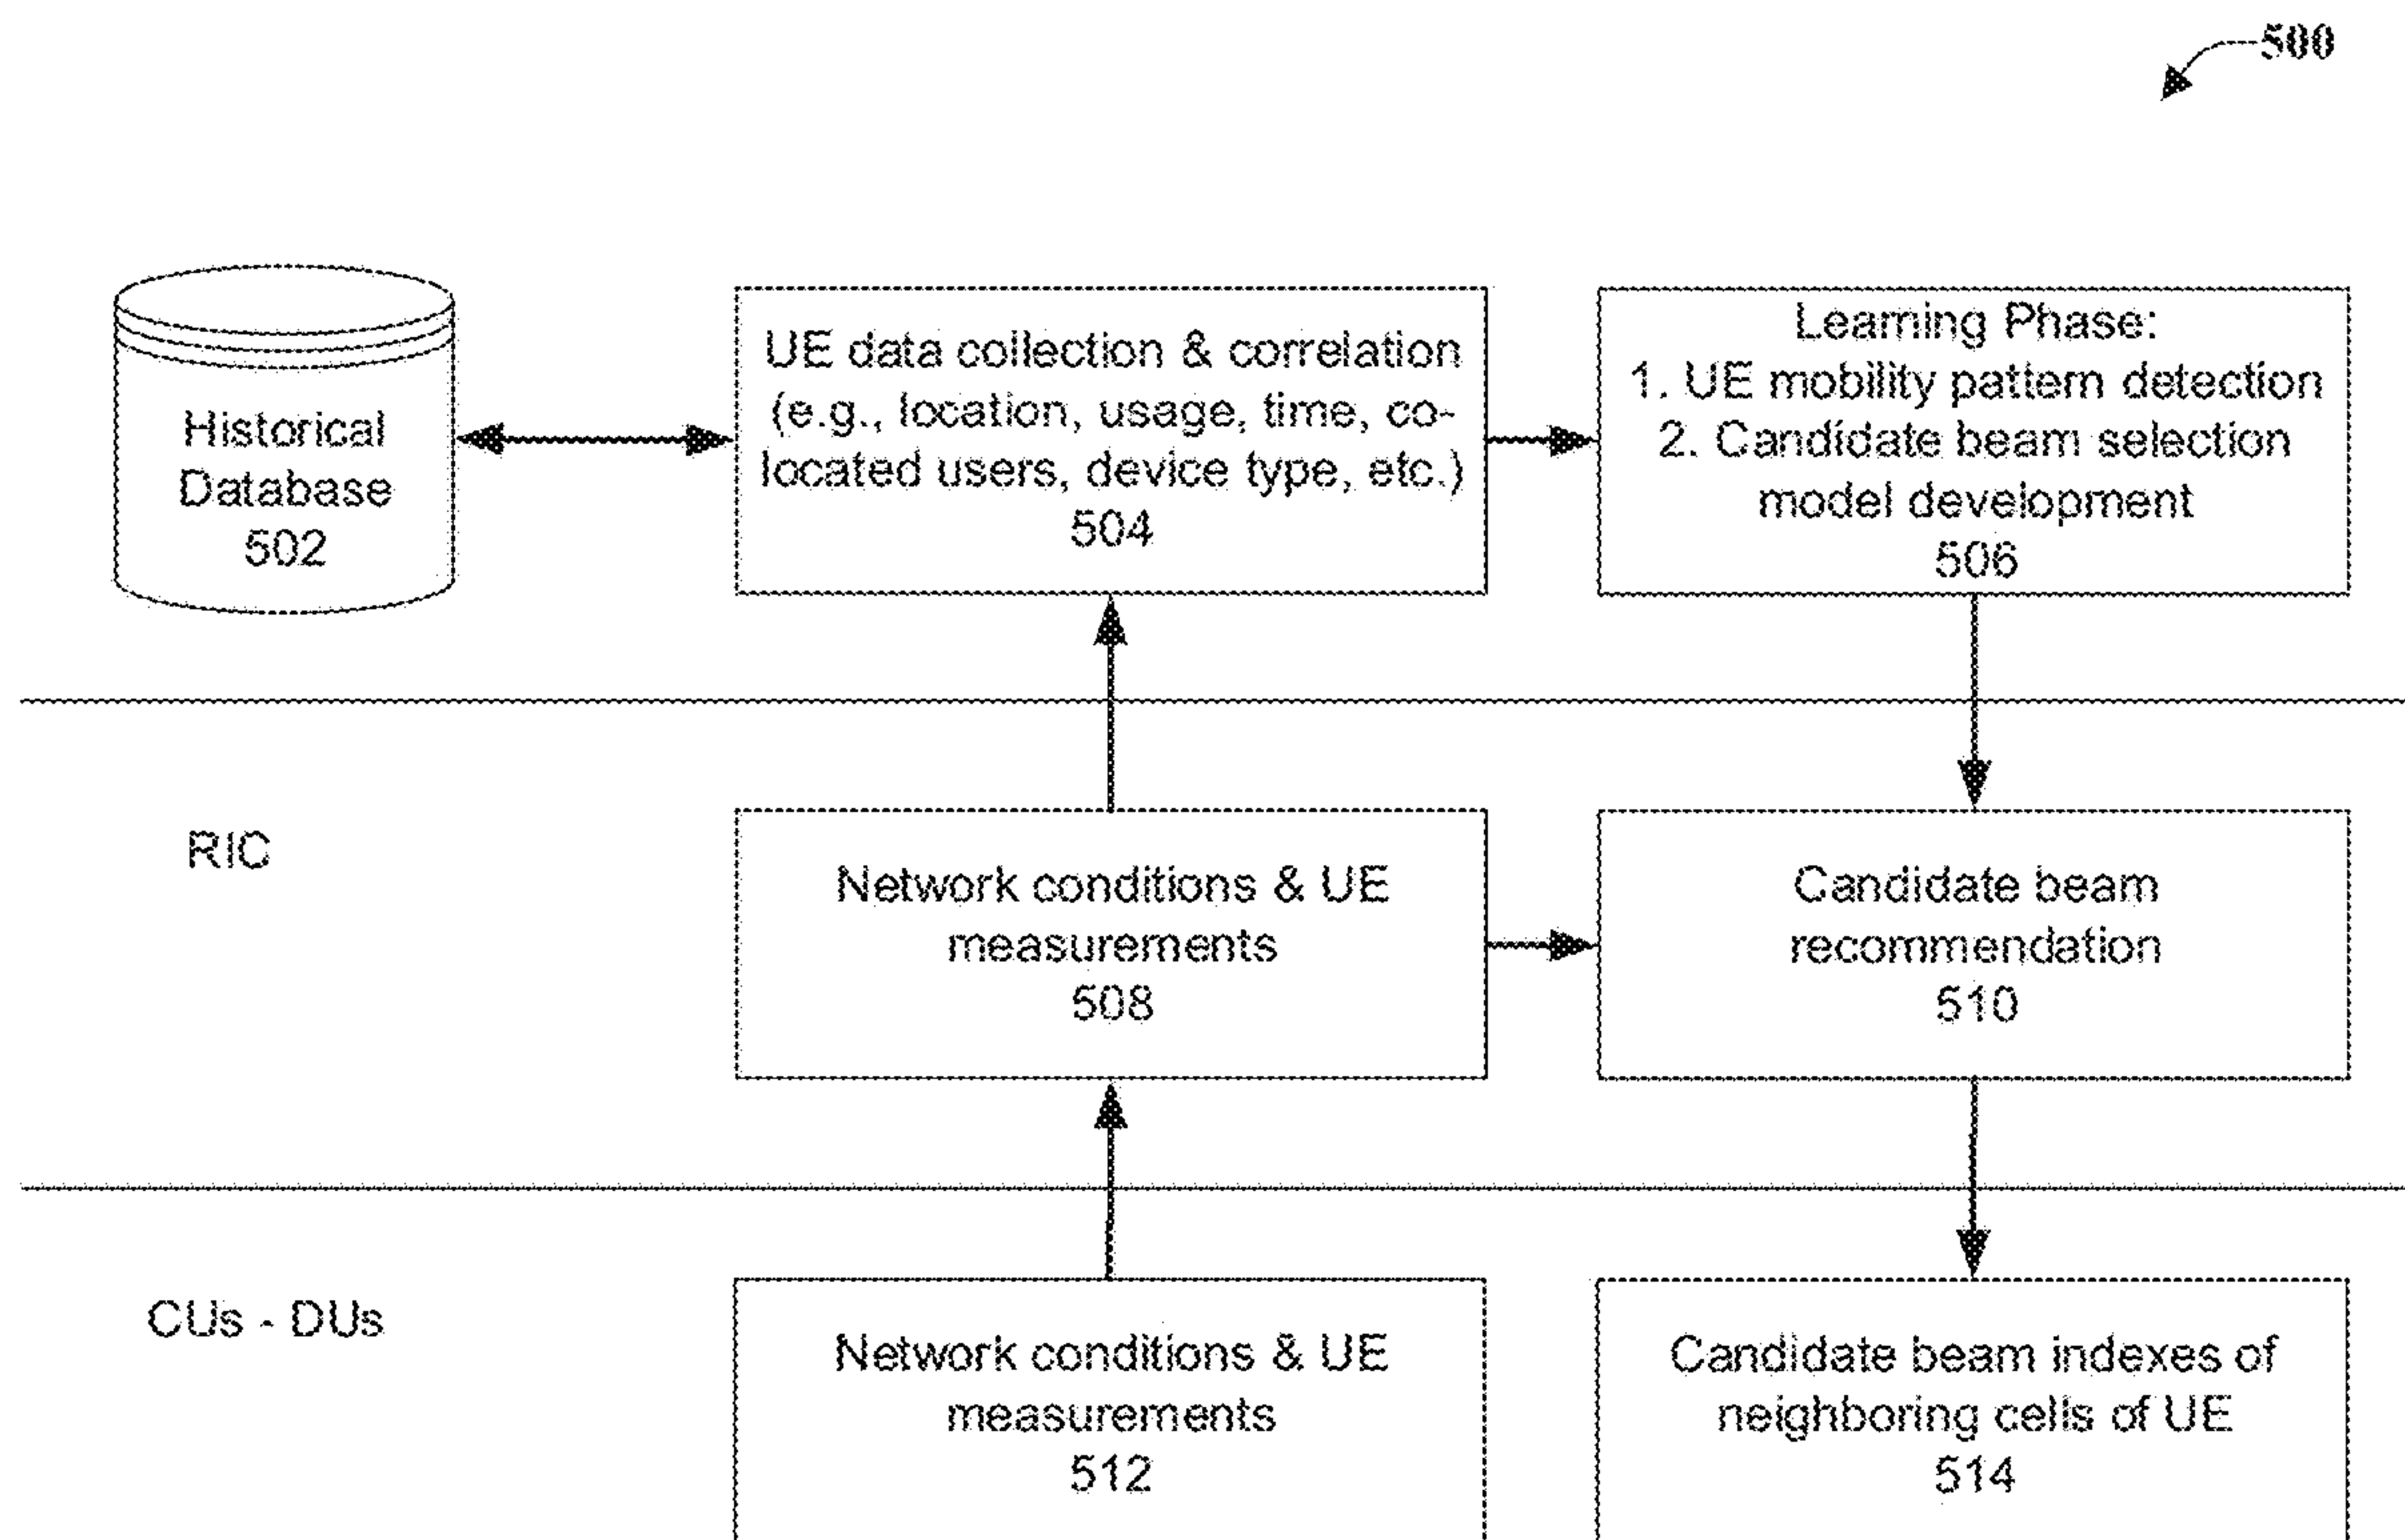 500
Historical
Database
502
UE data collection & correlation
(e.g., location, usage, time, co-
located users, device type, etc.)
504
Learning Phase:
1. UE mobility pattern detection
2. Candidate beam selection
model development
506
RIC
Network conditions & UE
measurements
508
Candidate beam
recommendation
510
CUs - DUs
Network conditions & UE
measurements
512
Candidate beam indexes of
neighboring cells of UE
514